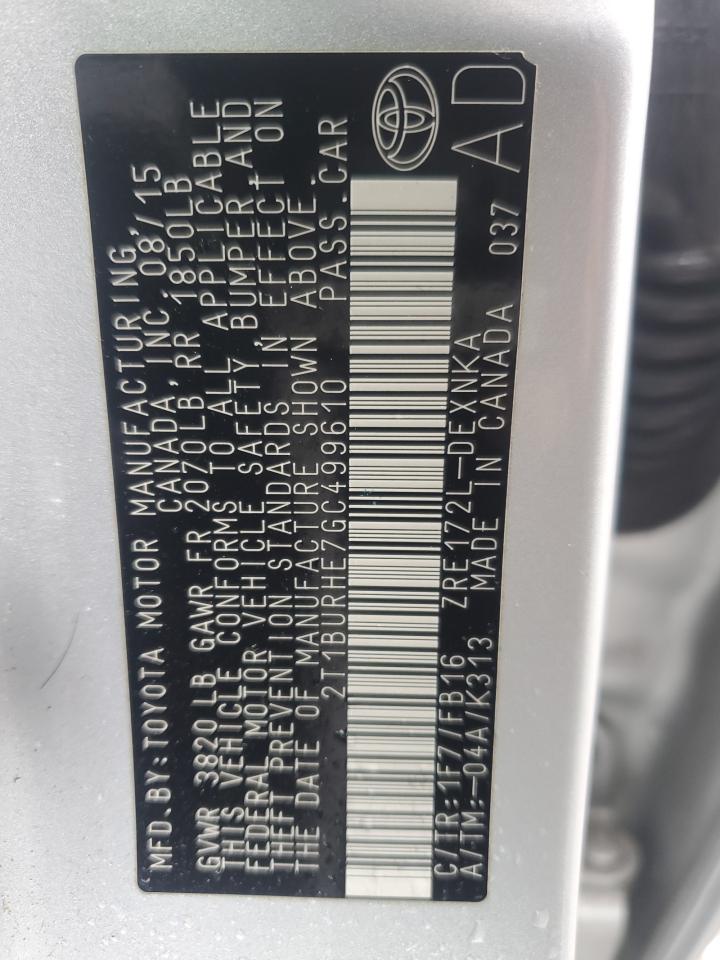 MFD.BY:TOYOTA MOTOR MANUFACTURING,
CANADA, INC. 08/15
GVWR 3820 LB GAWR FR 2070LB, RR 1850LB
THIS VEHICLE CONFORMS TO ALL APPLICABLE
FEDERAL MOTOR VEHICLE SAFETY, BUMPER, AND
THEFT PREVENTION STANDARDS IN EFFECT ON
THE DATE OF MANUFACTURE SHOWN ABOVE.
2T1BURHE7GC499610 PASS. CAR
C/TR:1F7/FB16 ZRE172L-DEXNKA
A/TM:-04A/K313 MADE IN CANADA 037
AD